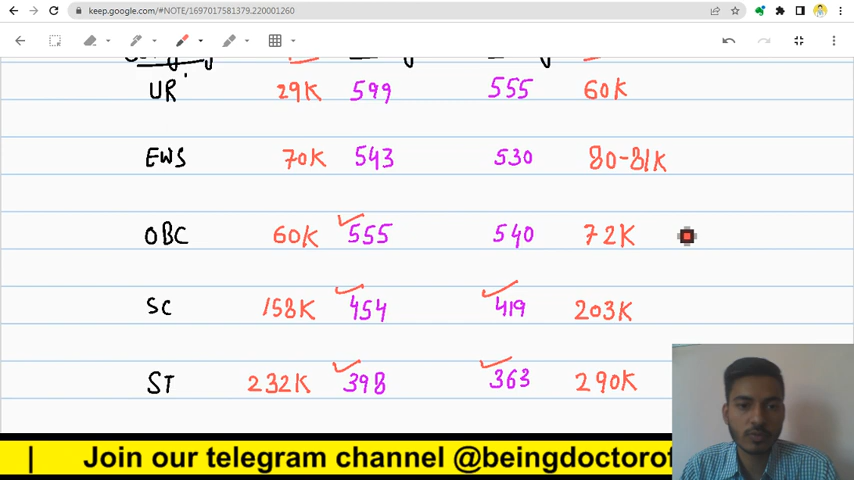 keep.google.com/#NOTE/1697017581379.220001260
UR 29K 599 555 60K
EWS 70K 543 530 80-81K
OBC 60K 555 540 72K
SC 158K 454 419 203K
ST 232K 398 363 290K
| Join our telegram channel @beingdoctorof